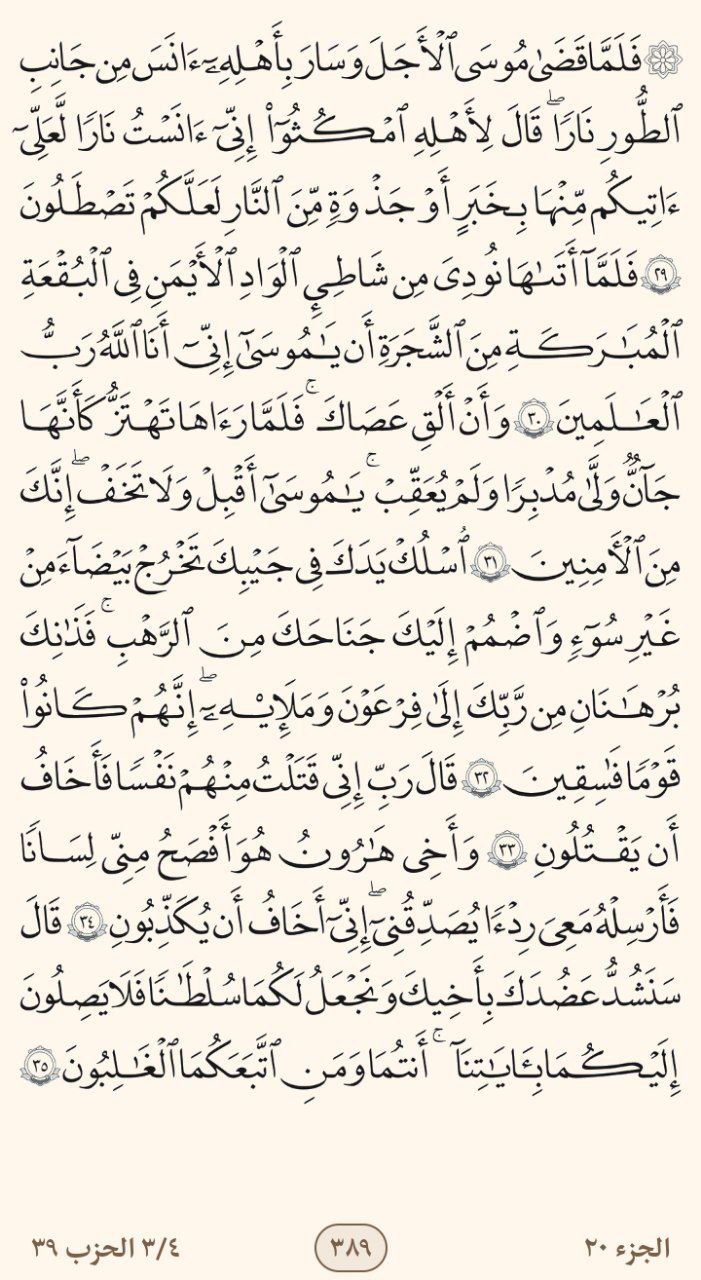 ۞ فَلَمَّا قَضَىٰ مُوسَى ٱلْأَجَلَ وَسَارَ بِأَهْلِهِۦٓ ءَانَسَ مِن جَانِبِ
ٱلطُّورِ نَارًاۖ قَالَ لِأَهْلِهِ ٱمْكُثُوٓا۟ إِنِّىٓ ءَانَسْتُ نَارًا لَّعَلِّىٓ
ءَاتِيكُم مِّنْهَا بِخَبَرٍ أَوْ جَذْوَةٍ مِّنَ ٱلنَّارِ لَعَلَّكُمْ تَصْطَلُونَ
٢٩ فَلَمَّآ أَتَىٰهَا نُودِىَ مِن شَٰطِئِ ٱلْوَادِ ٱلْأَيْمَنِ فِى ٱلْبُقْعَةِ
ٱلْمُبَٰرَكَةِ مِنَ ٱلشَّجَرَةِ أَن يَٰمُوسَىٰٓ إِنِّىٓ أَنَا ٱللَّهُ رَبُّ
ٱلْعَٰلَمِينَ ٣٠ وَأَنْ أَلْقِ عَصَاكَۚ فَلَمَّا رَءَاهَا تَهْتَزُّ كَأَنَّهَا
جَآنٌّ وَلَّىٰ مُدْبِرًا وَلَمْ يُعَقِّبْۚ يَٰمُوسَىٰٓ أَقْبِلْ وَلَا تَخَفْۖ إِنَّكَ
مِنَ ٱلْءَامِنِينَ ٣١ ٱسْلُكْ يَدَكَ فِى جَيْبِكَ تَخْرُجْ بَيْضَآءَ مِنْ
غَيْرِ سُوٓءٍ وَٱضْمُمْ إِلَيْكَ جَنَاحَكَ مِنَ ٱلرَّهْبِۚ فَذَٰنِكَ
بُرْهَٰنَانِ مِن رَّبِّكَ إِلَىٰ فِرْعَوْنَ وَمَلَإِيْهِۦٓۖ إِنَّهُمْ كَانُوا۟
قَوْمًا فَٰسِقِينَ ٣٢ قَالَ رَبِّ إِنِّى قَتَلْتُ مِنْهُمْ نَفْسًا فَأَخَافُ
أَن يَقْتُلُونِ ٣٣ وَأَخِى هَٰرُونُ هُوَ أَفْصَحُ مِنِّى لِسَانًا
فَأَرْسِلْهُ مَعِىَ رِدْءًا يُصَدِّقُنِىٓۖ إِنِّىٓ أَخَافُ أَن يُكَذِّبُونِ ٣٤ قَالَ
سَنَشُدُّ عَضُدَكَ بِأَخِيكَ وَنَجْعَلُ لَكُمَا سُلْطَٰنًا فَلَا يَصِلُونَ
إِلَيْكُمَا بِـَٔايَٰتِنَآۚ أَنتُمَا وَمَنِ ٱتَّبَعَكُمَا ٱلْغَٰلِبُونَ ٣٥
الجزء ٢٠ ٣٨٩ ٣/٤ الحزب ٣٩